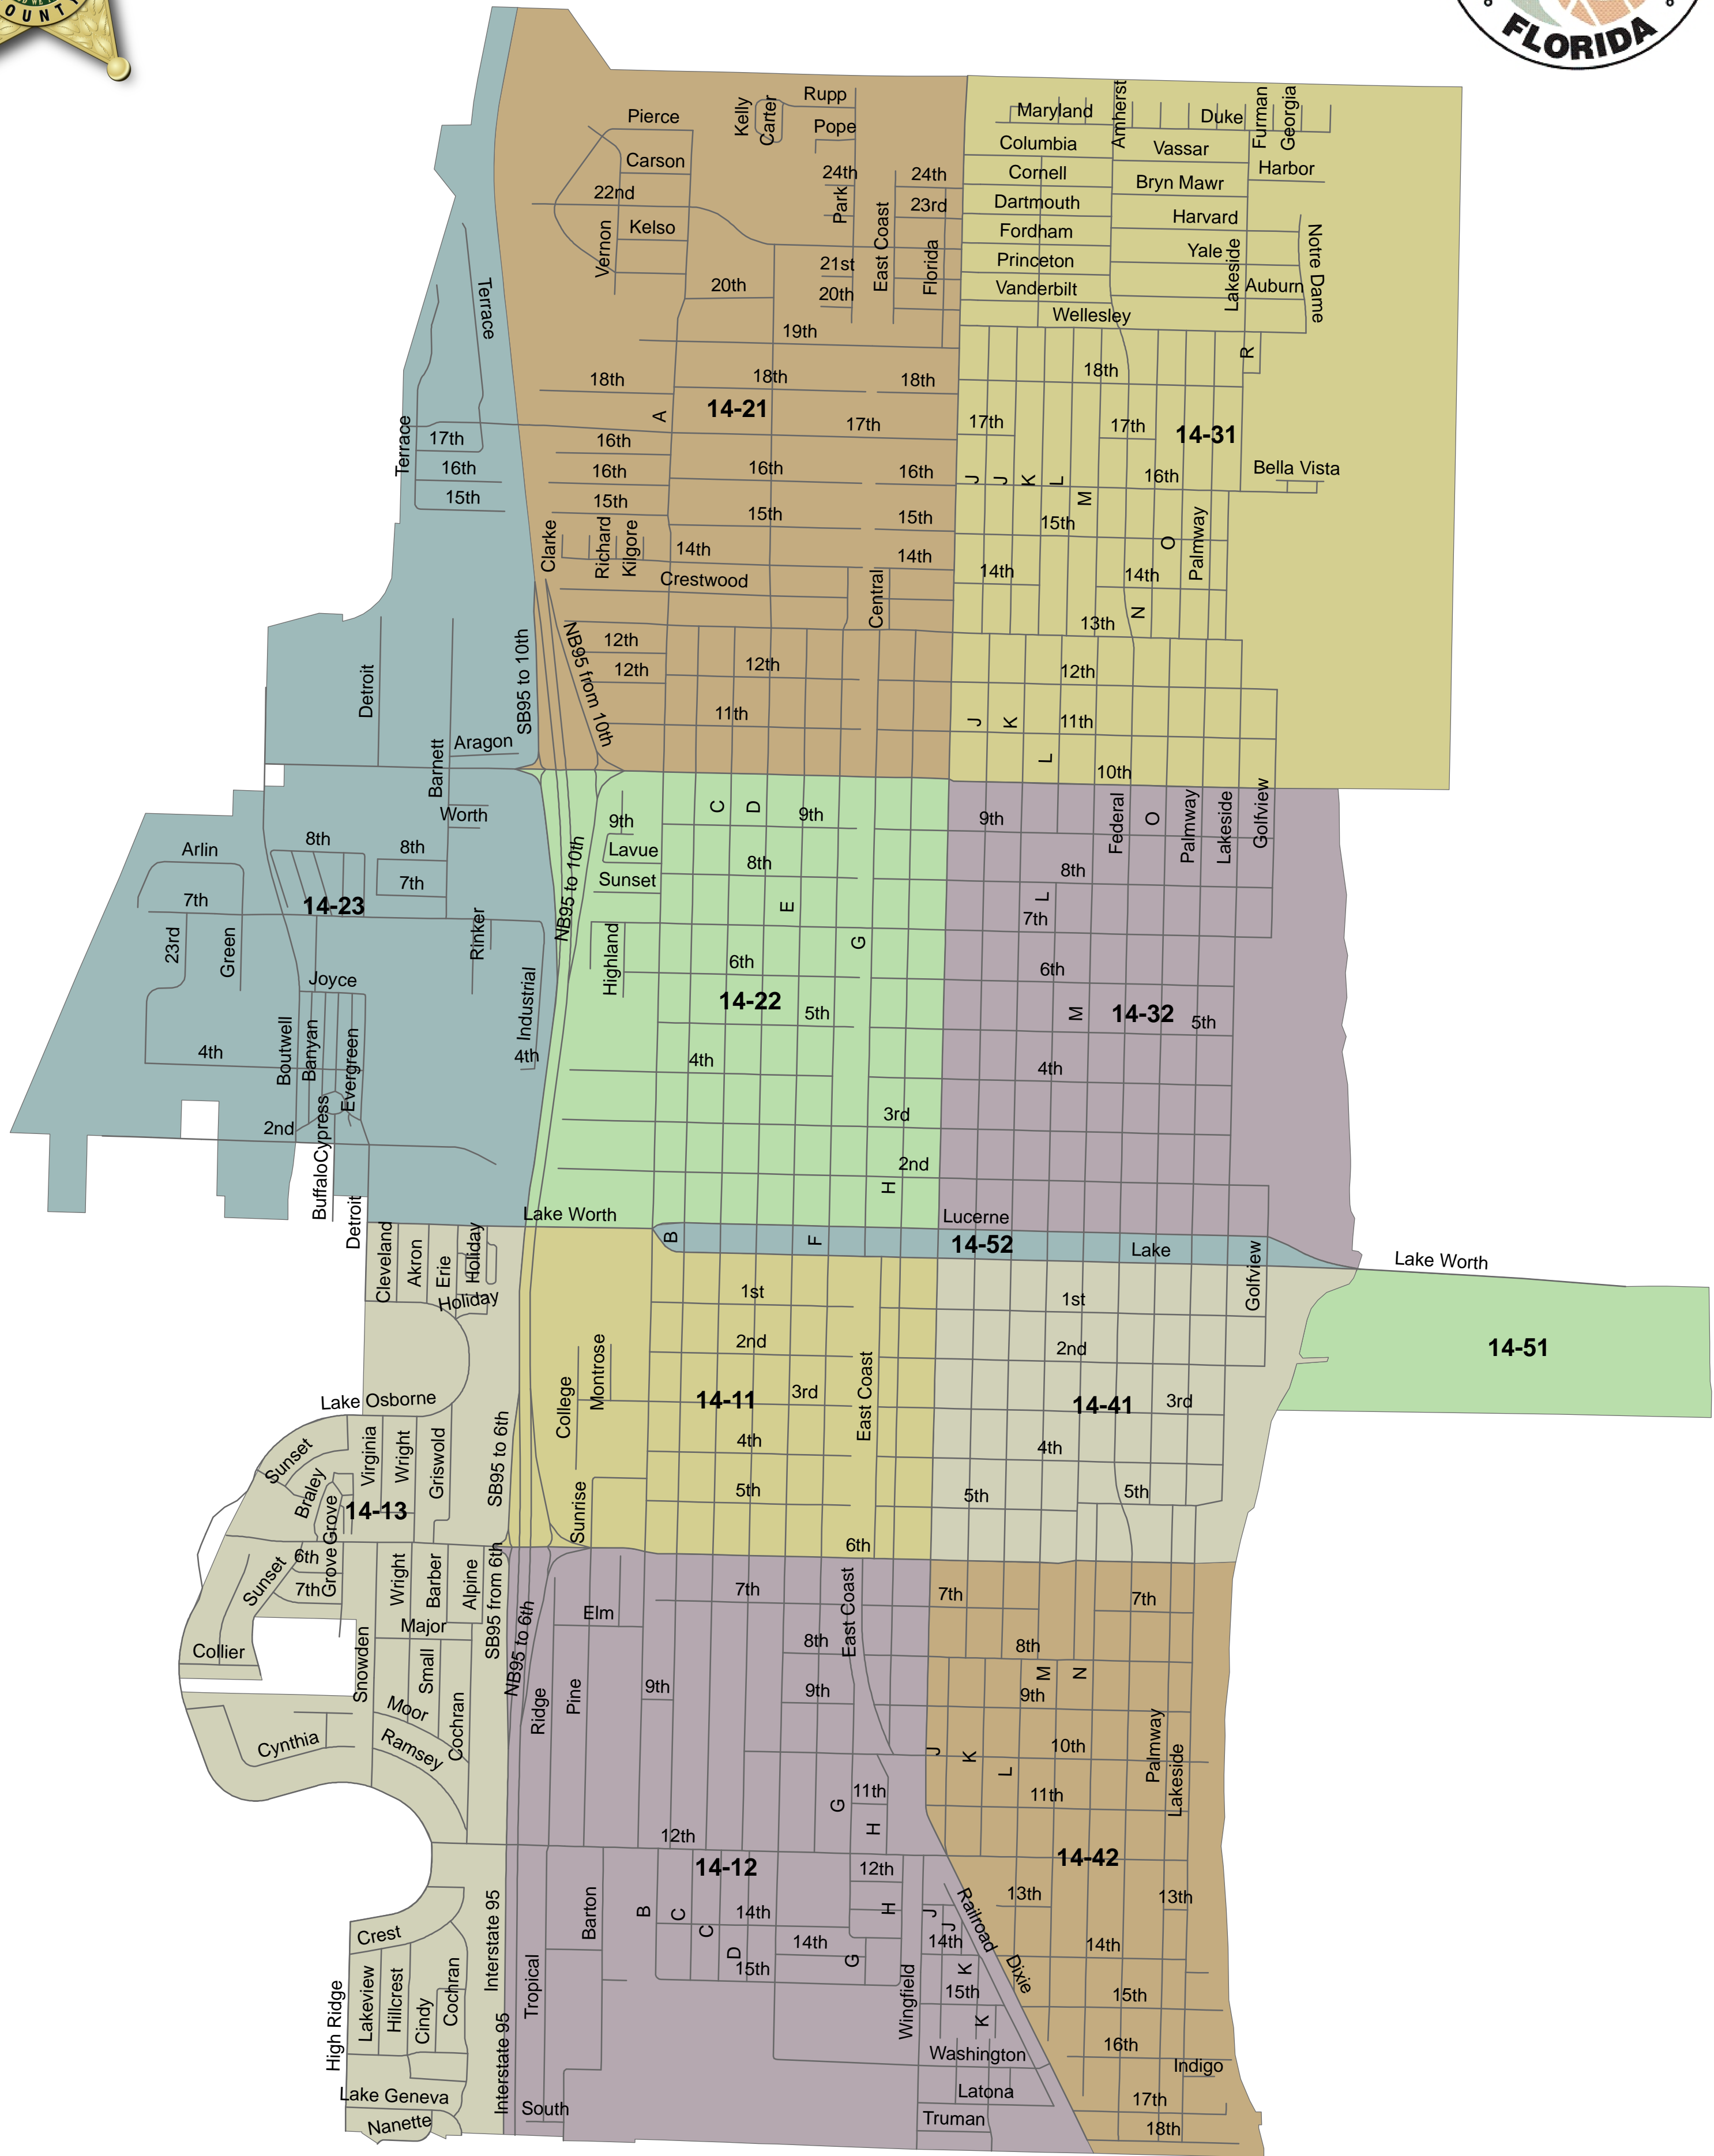 OUNTY
FLORIDA
Rupp
Kelly
Carter
Pierce
Pope
Maryland
Amherst
Duke
Furman
Georgia
Columbia
Vassar
Carson
24th
24th
Cornell
Harbor
Bryn Mawr
22nd
Park
23rd
Dartmouth
Harvard
Kelso
Vernon
East Coast
Florida
Fordham
Yale
Lakeside
Notre Dame
21st
Princeton
20th
20th
Vanderbilt
Auburn
Terrace
Wellesley
19th
R
18th
18th
18th
18th
A
14-21
17th
17th
17th
14-31
Terrace
17th
16th
16th
16th
16th
16th
16th
Bella Vista
J
J
K
L
M
15th
15th
15th
15th
15th
O
Palmway
Clarke
Richard
Kilgore
14th
14th
14th
14th
Crestwood
Central
N
13th
NB95 from 10th
SB95 to 10th
12th
12th
12th
12th
Detroit
11th
J
K
11th
L
Barnett
Aragon
10th
Worth
C
D
9th
9th
9th
Federal
O
Palmway
Lakeside
Golfview
Arlin
8th
8th
Lavue
8th
8th
Sunset
7th
7th
14-23
NB95 to 10th
E
L
7th
23rd
Green
Rinker
G
Highland
6th
6th
Joyce
Industrial
14-22
5th
M
14-32
5th
Boutwell
Banyan
Evergreen
4th
4th
4th
4th
2nd
Cypress
Buffalo
3rd
2nd
H
Detroit
Lake Worth
Lucerne
Cleveland
Akron
Erie
Holiday
B
F
14-52
Lake
Golfview
Lake Worth
Holiday
1st
1st
2nd
2nd
14-51
College
Montrose
East Coast
Lake Osborne
14-11
3rd
14-41
3rd
Sunset
Virginia
Wright
Griswold
SB95 to 6th
4th
4th
Braley
Grove
14-13
Sunrise
5th
5th
5th
6th
6th
Sunset
7th
Grove
Wright
Barber
Alpine
SB95 from 6th
7th
East Coast
7th
7th
NB95 to 6th
Elm
Major
8th
8th
Collier
Snowden
Small
Ridge
Pine
9th
9th
M
N
9th
Moor
Cochran
Cynthia
Ramsey
J
K
L
10th
Palmway
Lakeside
11th
11th
G
H
12th
14-12
12th
14-42
Crest
Interstate 95
Barton
B
C
C
D
14th
H
J
J
Railroad
13th
13th
14th
14th
14th
15th
G
K
Dixie
High Ridge
Lakeview
Hillcrest
Cindy
Cochran
Tropical
Wingfield
15th
15th
K
Interstate 95
Washington
16th
Indigo
Lake Geneva
Latona
17th
Nanette
South
Truman
18th